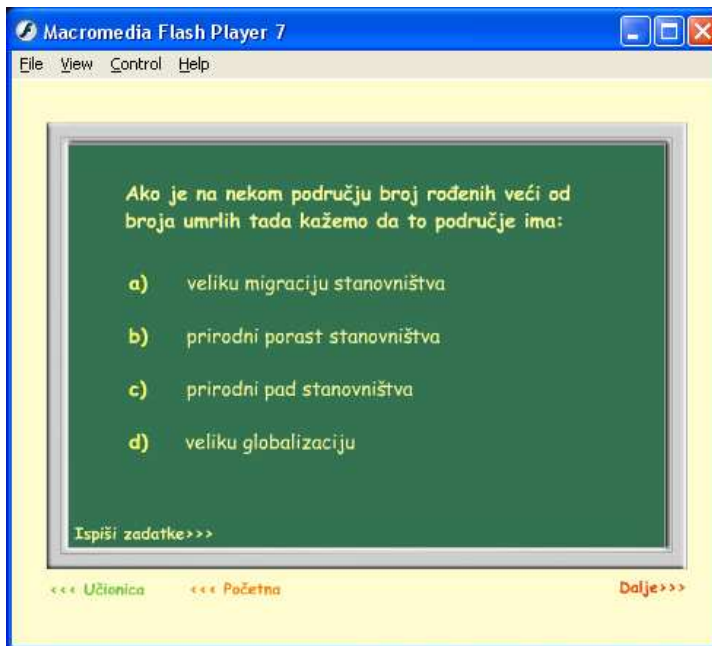 Macromedia Flash Player 7
File View Control Help
Ako je na nekom području broj rođenih veći od
broja umrlih tada kažemo da to područje ima:
a) veliku migraciju stanovništva
b) prirodni porast stanovništva
c) prirodni pad stanovništva
d) veliku globalizaciju
Ispiši zadatke>>>
<<< Učionica <<< Početna Dalje>>>